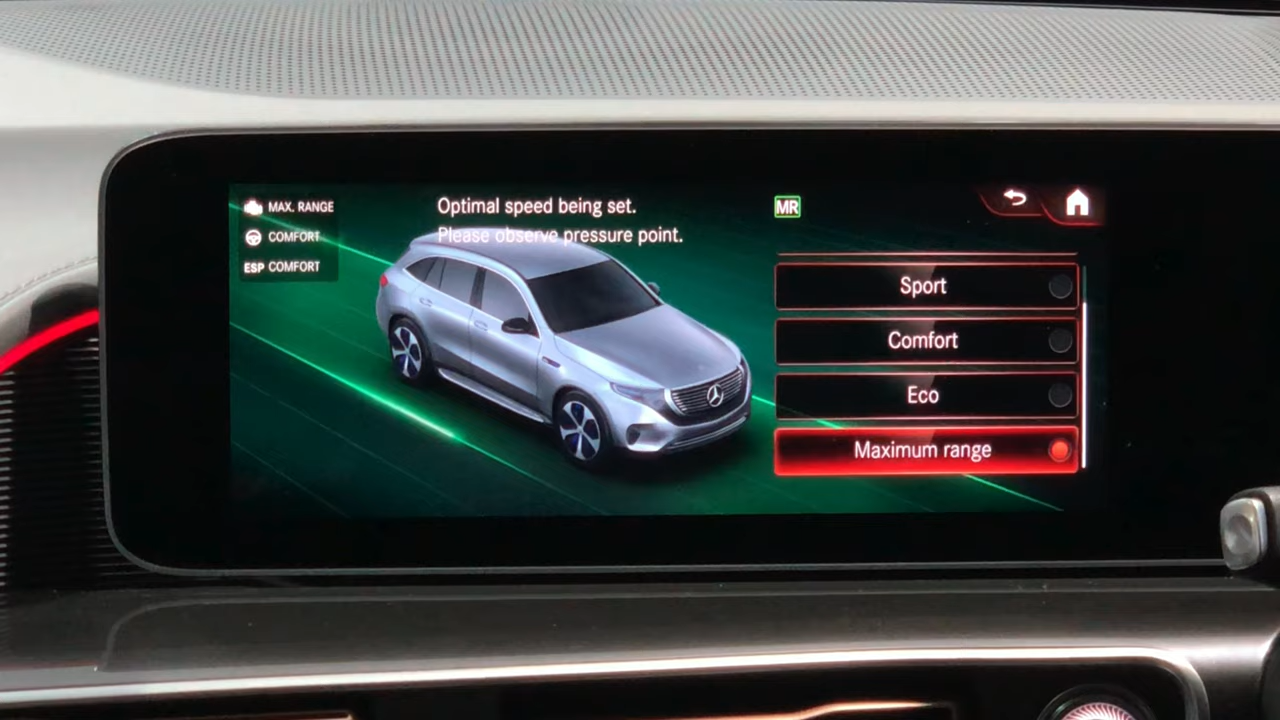 MAX. RANGE
COMFORT
ESP COMFORT
Optimal speed being set.
Please observe pressure point.
MR
Sport
Comfort
Eco
Maximum range